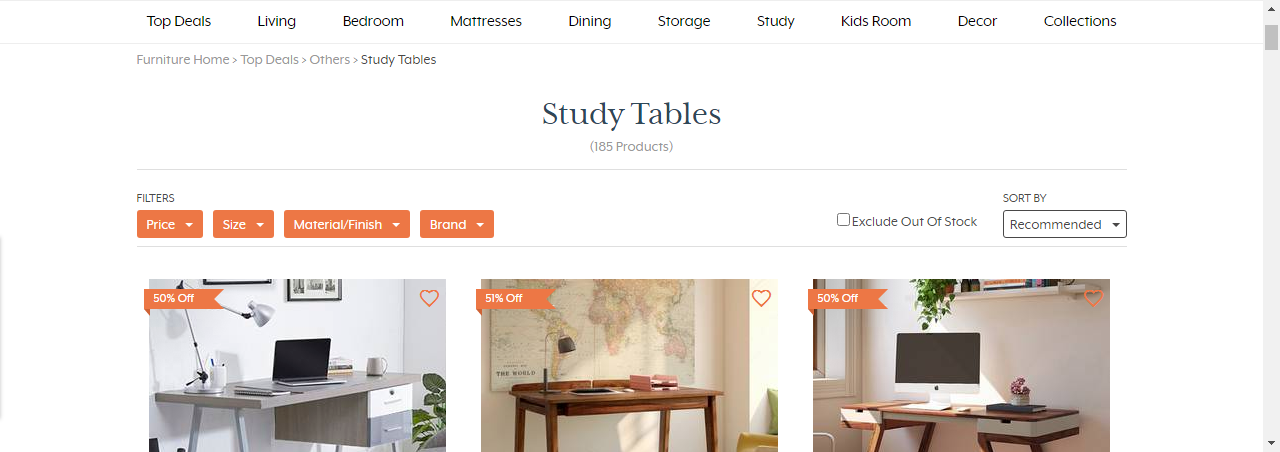 Top Deals Living Bedroom Mattresses Dining Storage Study Kids Room Decor Collections
Furniture Home > Top Deals > Others > Study Tables
Study Tables
(185 Products)
FILTERS
SORT BY
Price Size Material/Finish Brand Exclude Out Of Stock Recommended
50% Off 51% Off 50% Off
THE WORLD